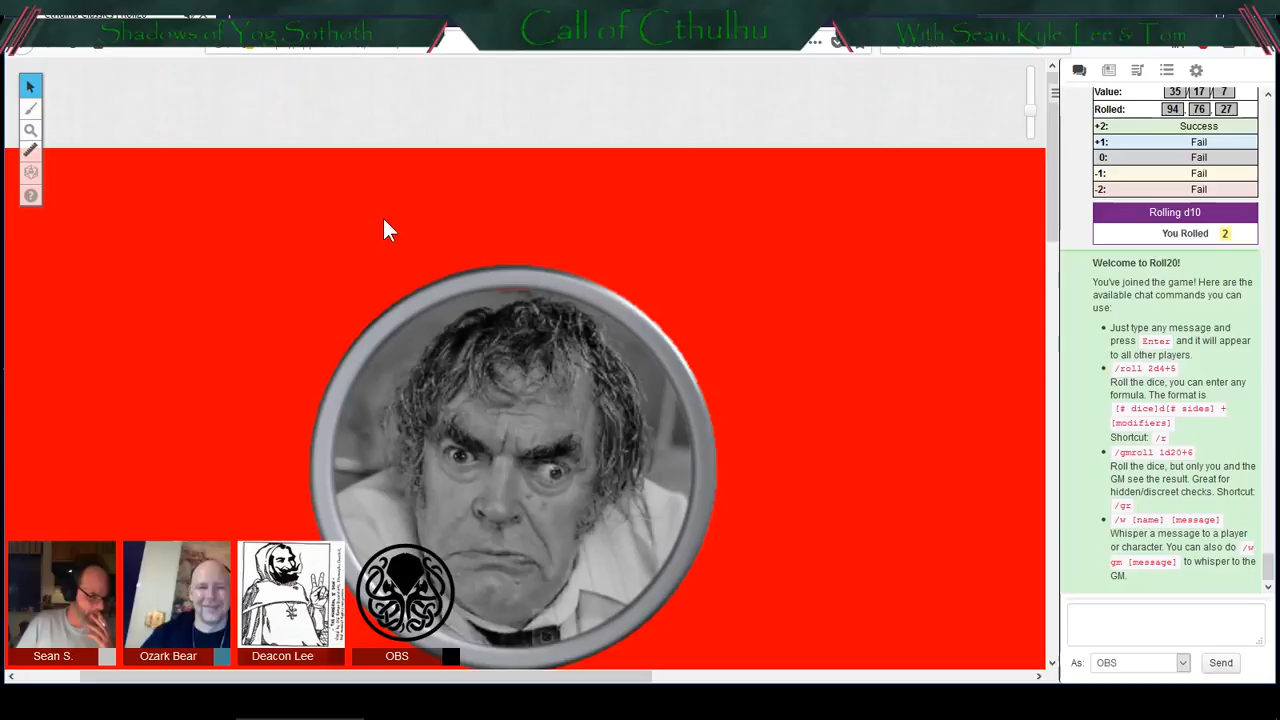 Shadows of Yog Sothoth
Call of Cthulhu
With Sean, Kyle, Lee & Tom
Value: 35 17 7
Rolled: 94 76 27
+2: Success
+1: Fail
0: Fail
-1: Fail
-2: Fail
Rolling d10
You Rolled 2
Welcome to Roll20!
You've joined the game! Here are the
available chat commands you can
use:
Just type any message and
press Enter and it will appear
to all other players.
/roll 2d4+5
Roll the dice, you can enter any
formula. The format is
[# dice]d[# sides] +
[modifiers]
Shortcut: /r
/gmroll 1d20+6
Roll the dice, but only you and the
GM see the result. Great for
hidden/discreet checks. Shortcut:
/gr
/w [name] [message]
Whisper a message to a player
or character. You can also do /w
gm [message] to whisper to the
GM.
Sean S.
Ozark Bear
Deacon Lee
OBS
As: OBS Send